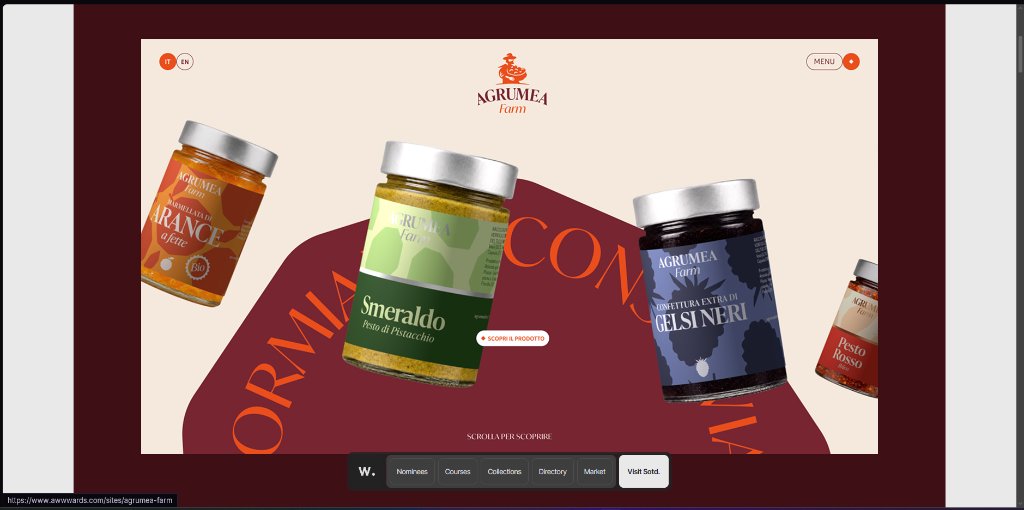 IT
EN
AGRUMEA
Farm
MENU
AGRUMEA
Farm
MARMELLATA DI
ARANCE
a fette
Bio
AGRUMEA
Farm
Smeraldo
Pesto di Pistacchio
ORMIA
CON
SCOPRI IL PRODOTTO
AGRUMEA
Farm
CONFETTURA EXTRA DI
GELSI NERI
AGRUMEA
Farm
Pesto
Rosso
SCROLLA PER SCOPRIRE
W.
Nominees
Courses
Collections
Directory
Market
Visit Sotd.
https://www.awwwards.com/sites/agrumea-farm